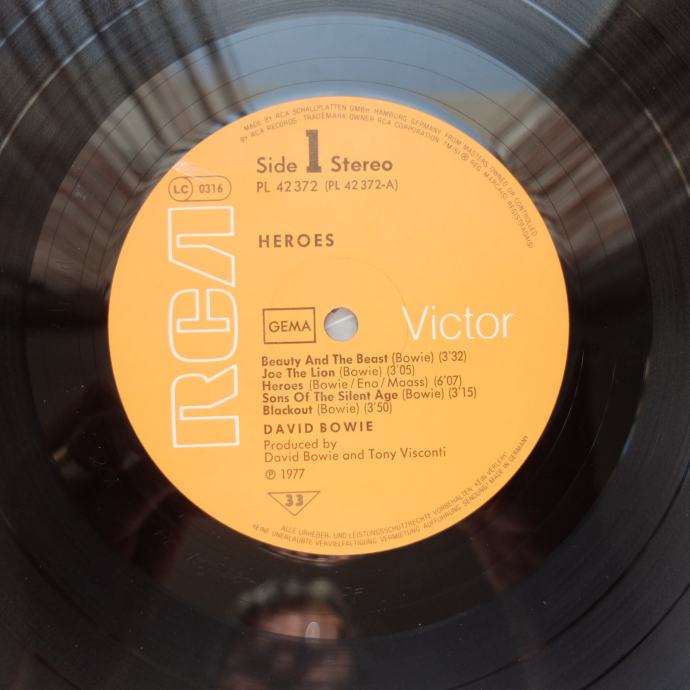 MADE BY RCA SCHALLPLATTEN GMBH, HAMBURG, GERMANY FROM MASTERS OWNED OR CONTROLLED
BY RCA RECORDS TRADEMARK OWNER RCA CORPORATION TM(S) ® REG. MARCA(S) REGISTRADA(S)
Side 1 Stereo
PL 42372 (PL 42372-A)
LC 0316
HEROES
RCA
GEMA
Victor
Beauty And The Beast (Bowie) (3'32)
Joe The Lion (Bowie) (3'05)
Heroes (Bowie/Eno/Maass) (6'07)
Sons Of The Silent Age (Bowie) (3'15)
Blackout (Bowie) (3'50)
DAVID BOWIE
Produced by
David Bowie and Tony Visconti
℗ 1977
33
ALLE URHEBER- UND LEISTUNGSSCHUTZRECHTE VORBEHALTEN. KEIN VERLEIH!
KEINE UNERLAUBTE VERVIELFÄLTIGUNG, VERMIETUNG, AUFFÜHRUNG, SENDUNG! MADE IN GERMANY